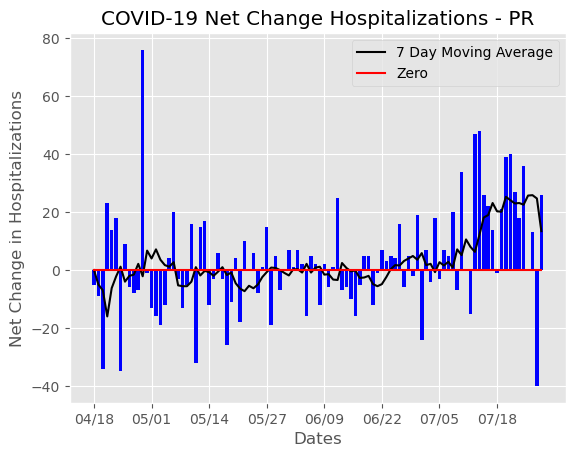 COVID-19 Net Change Hospitalizations - PR
Net Change in Hospitalizations
80
60
40
20
0
−20
−40
7 Day Moving Average
Zero
04/18 05/01 05/14 05/27 06/09 06/22 07/05 07/18
Dates